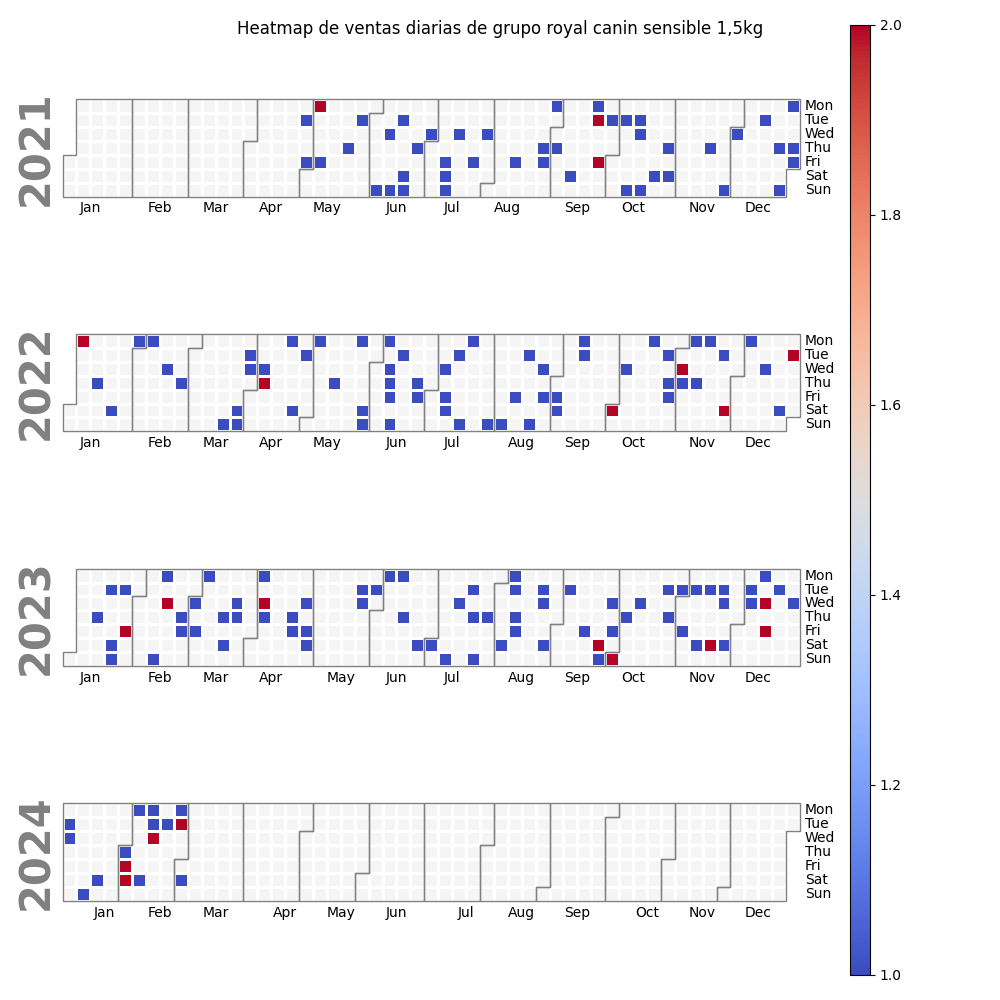 Heatmap de ventas diarias de grupo royal canin sensible 1,5kg
2021
Mon
Tue
Wed
Thu
Fri
Sat
Sun
Jan Feb Mar Apr May Jun Jul Aug Sep Oct Nov Dec
2022
Mon
Tue
Wed
Thu
Fri
Sat
Sun
Jan Feb Mar Apr May Jun Jul Aug Sep Oct Nov Dec
2023
Mon
Tue
Wed
Thu
Fri
Sat
Sun
Jan Feb Mar Apr May Jun Jul Aug Sep Oct Nov Dec
2024
Mon
Tue
Wed
Thu
Fri
Sat
Sun
Jan Feb Mar Apr May Jun Jul Aug Sep Oct Nov Dec
2.0
1.8
1.6
1.4
1.2
1.0